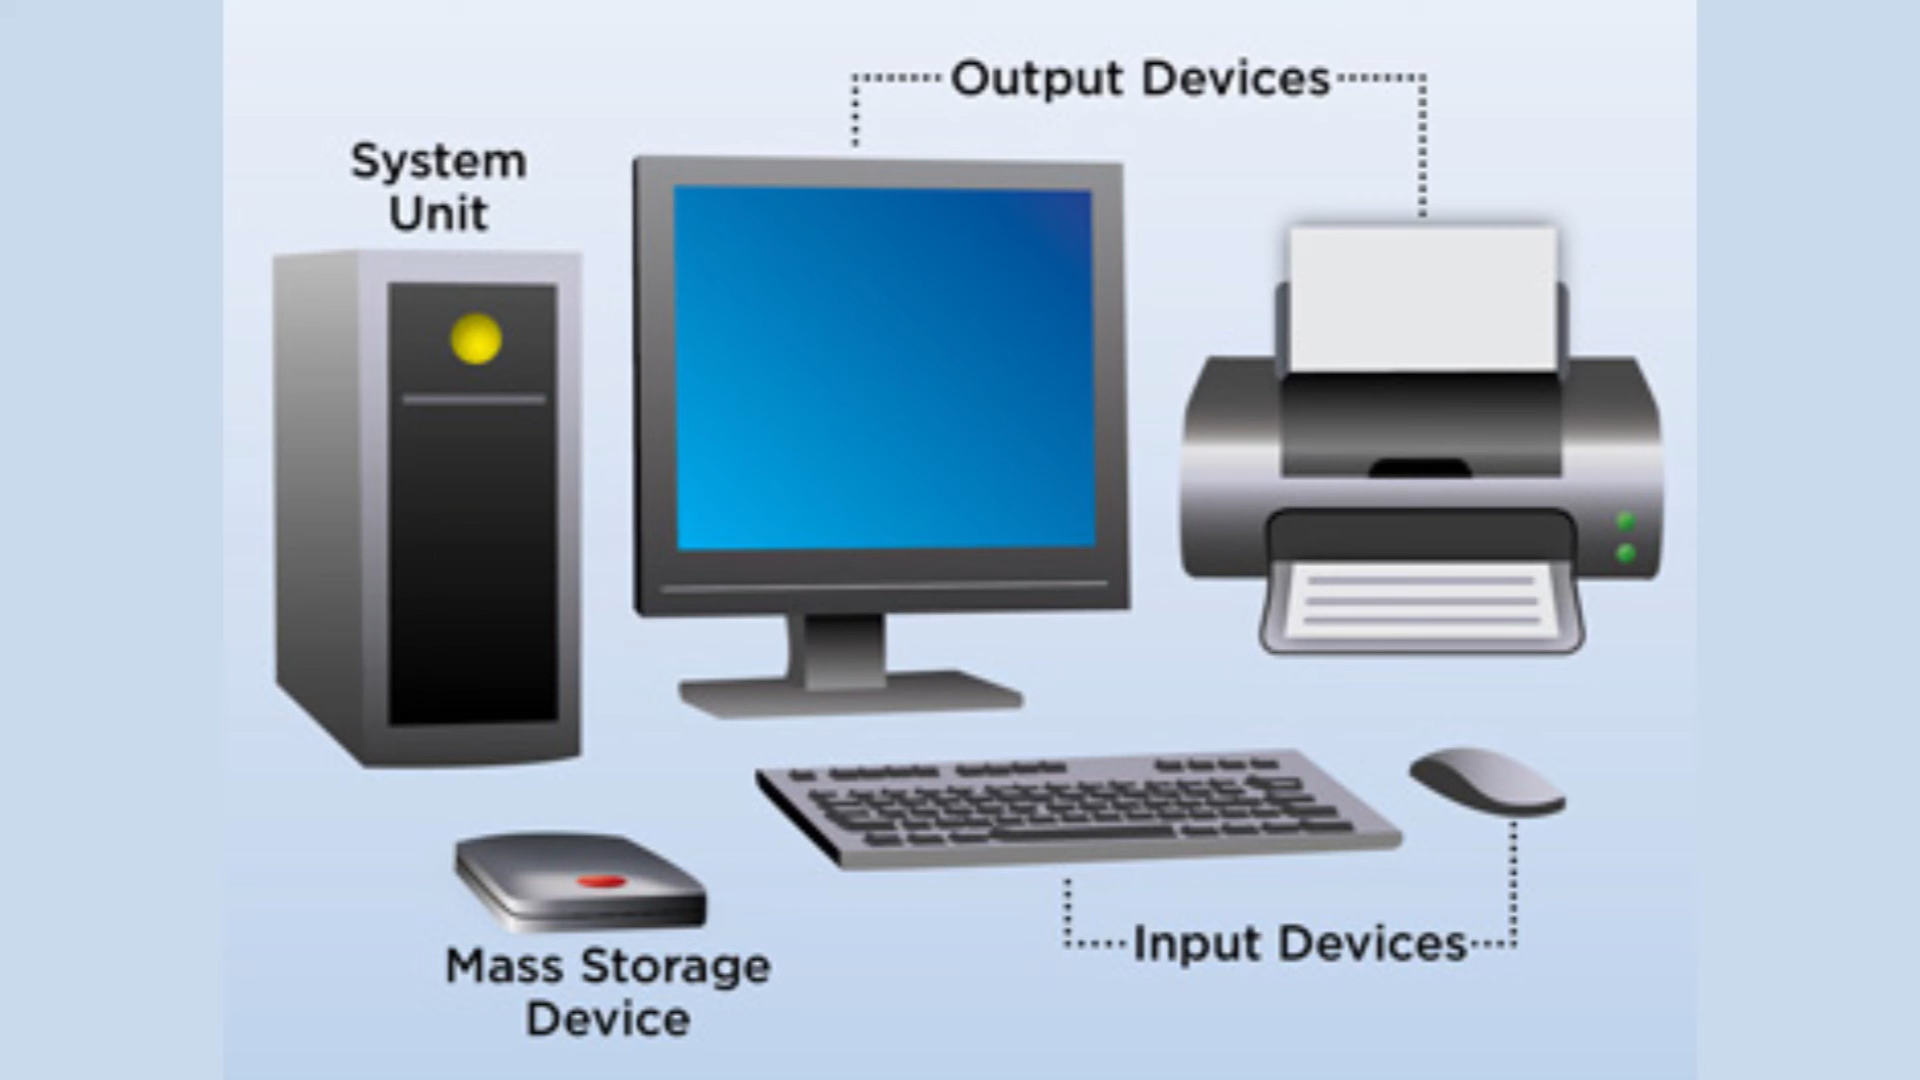 Output Devices
System
Unit
Input Devices
Mass Storage
Device